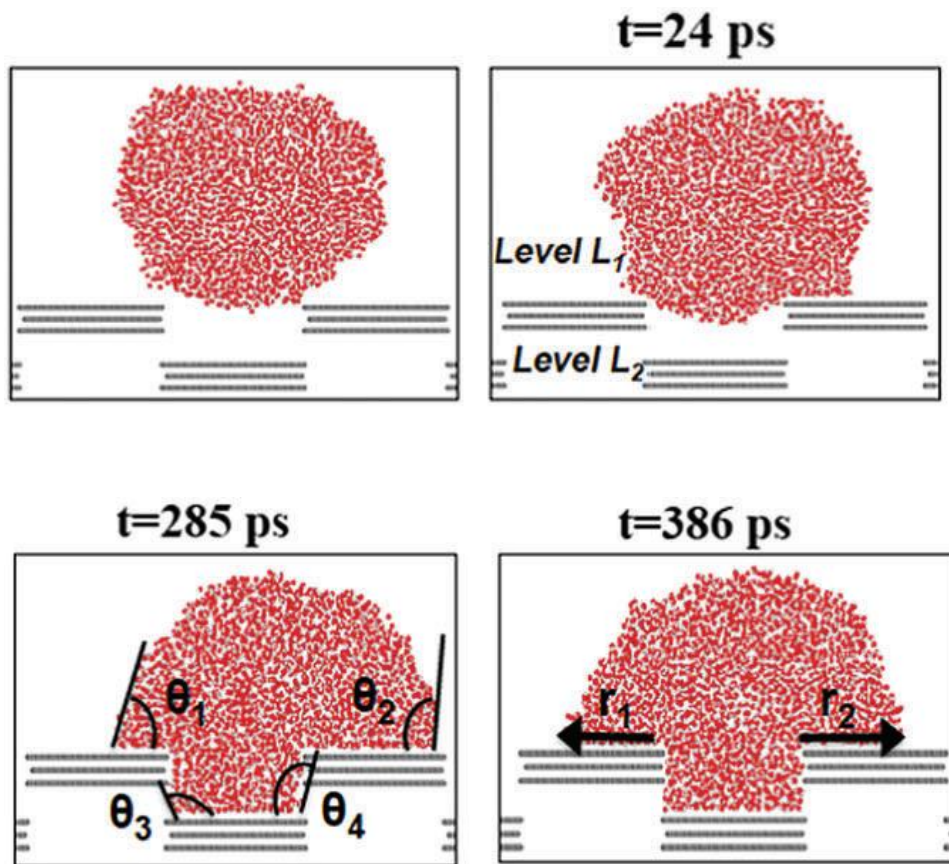 t=24 ps
Level L₁
Level L₂
t=285 ps
t=386 ps
θ₁
θ₂
θ₃
θ₄
r₁
r₂